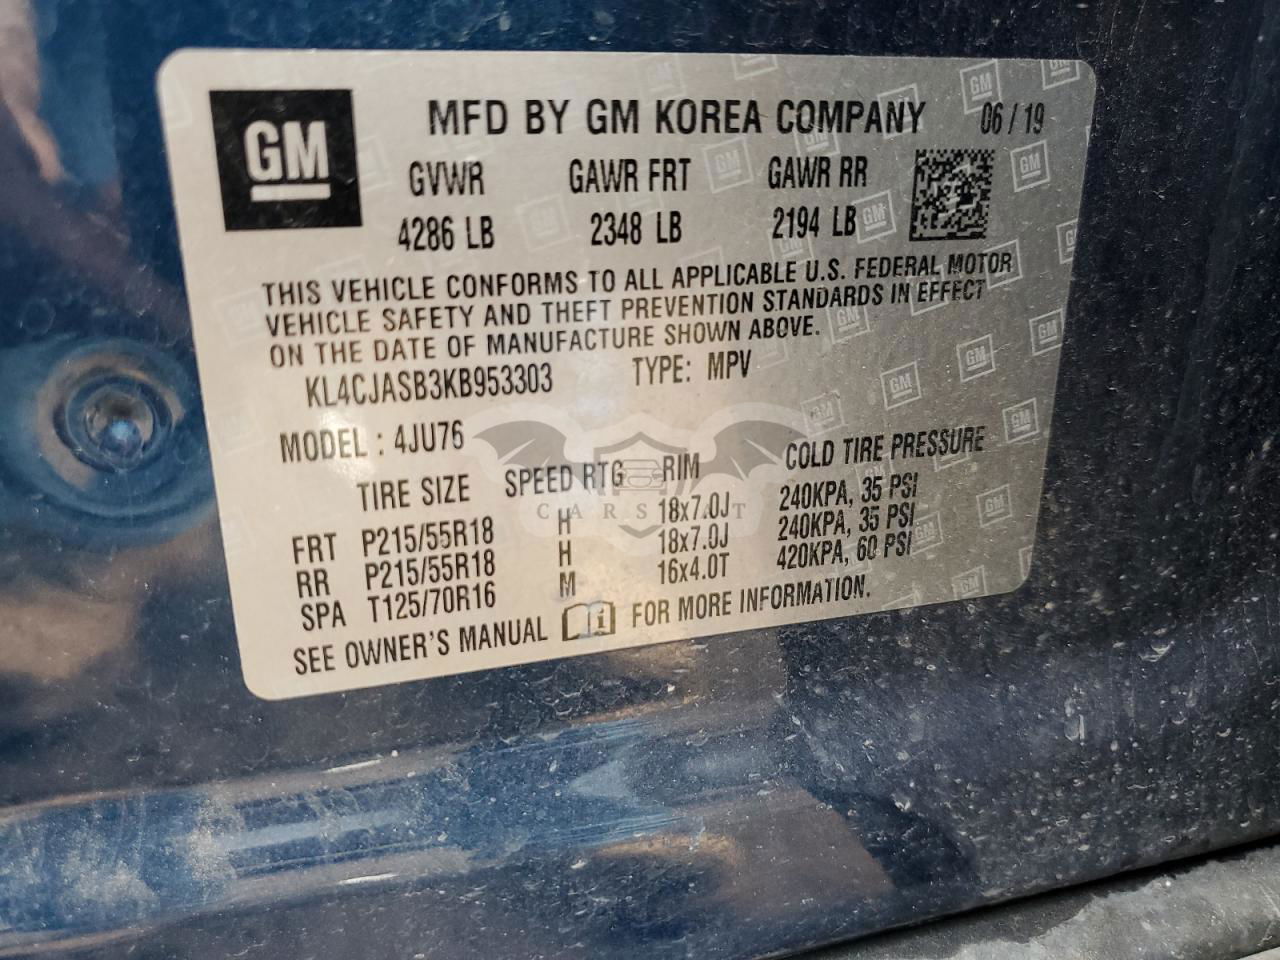 GM
MFD BY GM KOREA COMPANY 06/19
GVWR GAWR FRT GAWR RR
4286 LB 2348 LB 2194 LB
THIS VEHICLE CONFORMS TO ALL APPLICABLE U.S. FEDERAL MOTOR
VEHICLE SAFETY AND THEFT PREVENTION STANDARDS IN EFFECT
ON THE DATE OF MANUFACTURE SHOWN ABOVE.
KL4CJASB3KB953303 TYPE: MPV
MODEL : 4JU76
TIRE SIZE SPEED RTG RIM COLD TIRE PRESSURE
FRT P215/55R18 H 18x7.0J 240KPA, 35 PSI
RR P215/55R18 H 18x7.0J 240KPA, 35 PSI
SPA T125/70R16 M 16x4.0T 420KPA, 60 PSI
SEE OWNER'S MANUAL i FOR MORE INFORMATION.